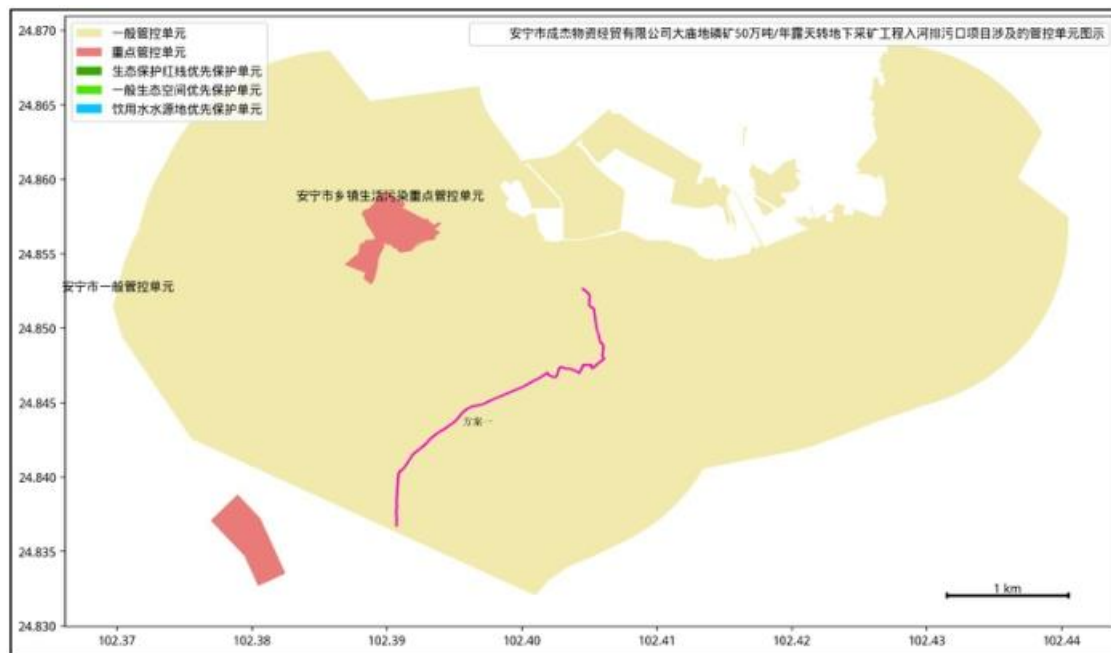 安宁市成杰物资经贸有限公司大庙地磷矿50万吨/年露天转地下采矿工程入河排污口项目涉及的管控单元图示
一般管控单元
重点管控单元
生态保护红线优先保护单元
一般生态空间优先保护单元
饮用水水源地优先保护单元
安宁市乡镇生活污染重点管控单元
安宁市一般管控单元
方案一
1 km
24.870
24.865
24.860
24.855
24.850
24.845
24.840
24.835
24.830
102.37
102.38
102.39
102.40
102.41
102.42
102.43
102.44